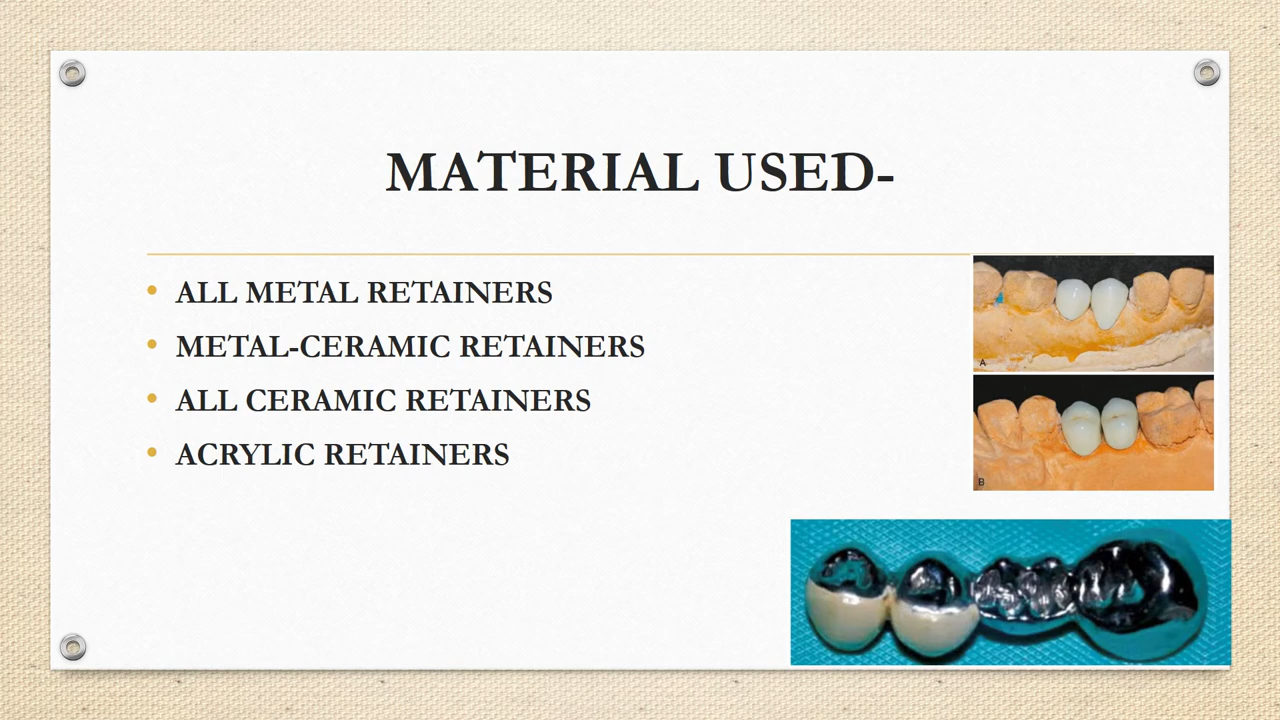 MATERIAL USED-
• ALL METAL RETAINERS
• METAL-CERAMIC RETAINERS
• ALL CERAMIC RETAINERS
• ACRYLIC RETAINERS
A
B